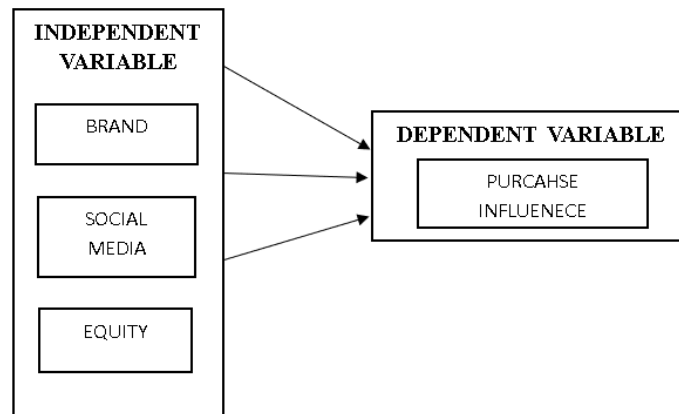 INDEPENDENT
VARIABLE
BRAND
SOCIAL
MEDIA
EQUITY
DEPENDENT VARIABLE
PURCAHSE
INFLUENECE